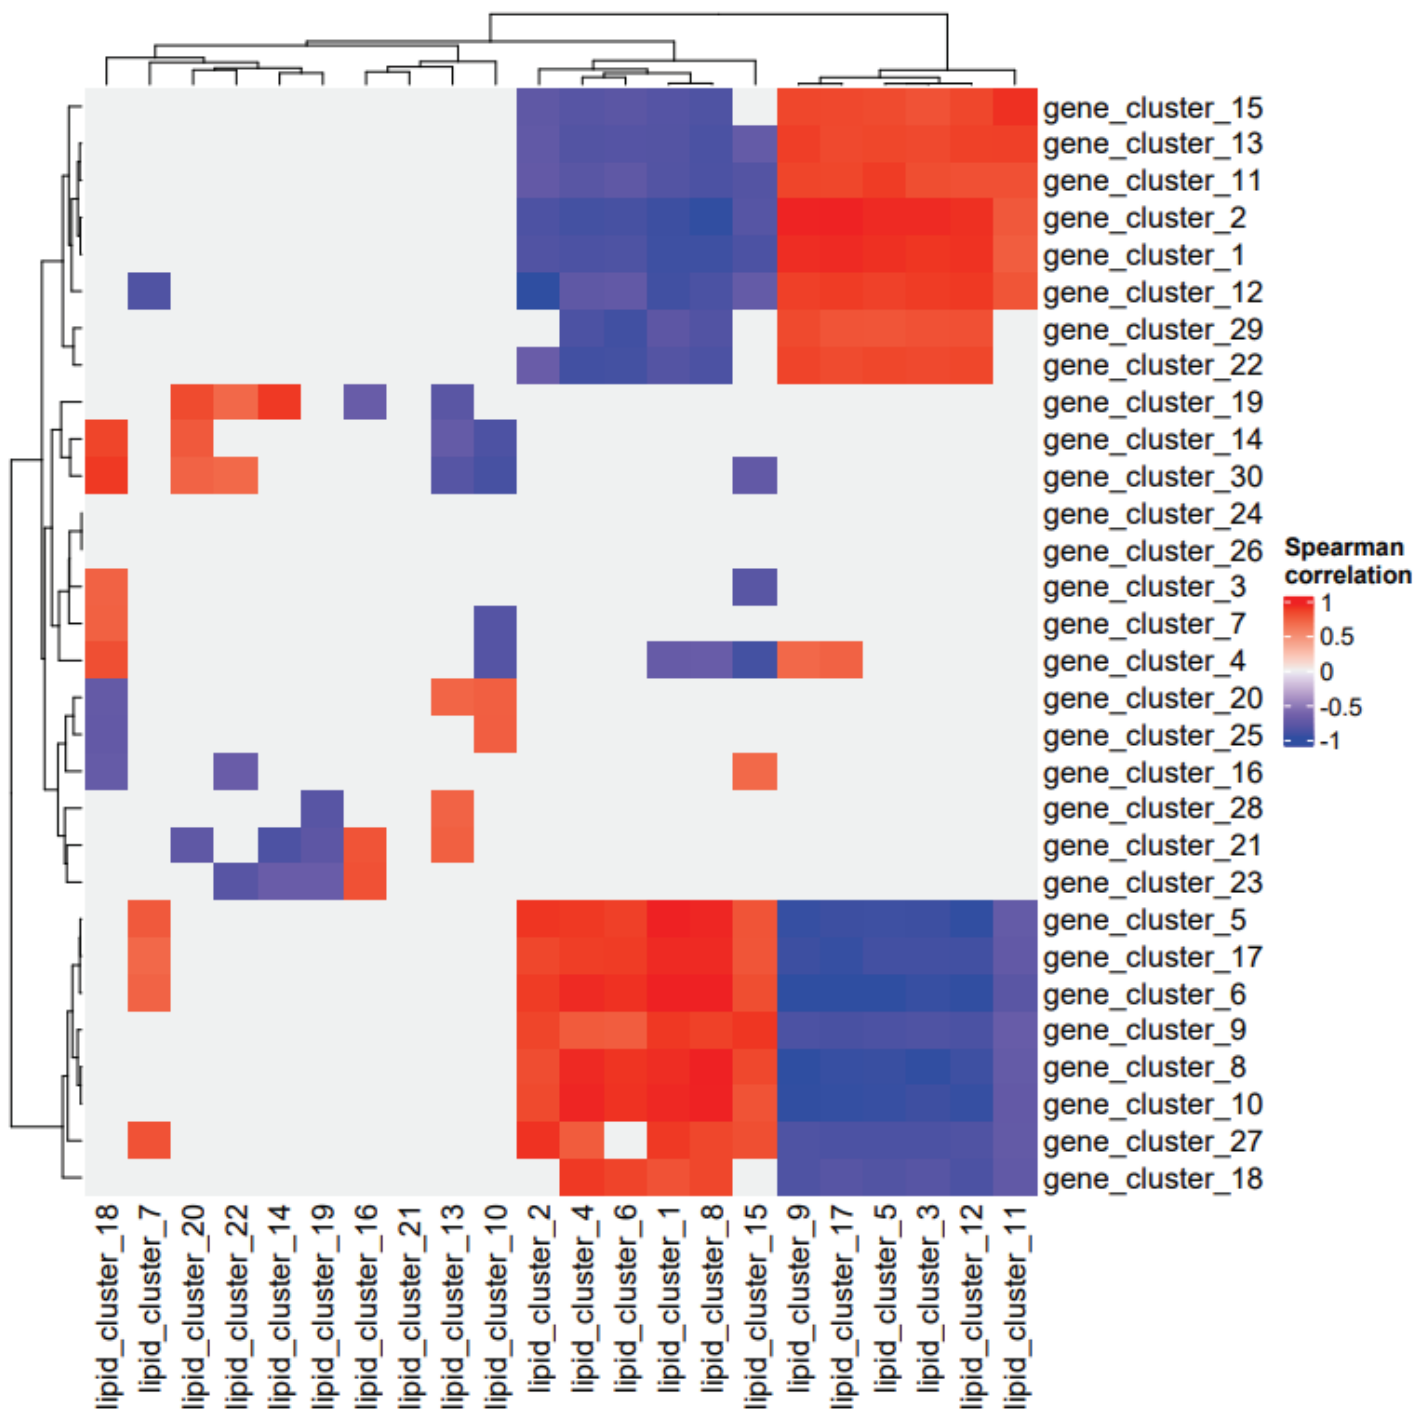 gene_cluster_15
gene_cluster_13
gene_cluster_11
gene_cluster_2
gene_cluster_1
gene_cluster_12
gene_cluster_29
gene_cluster_22
gene_cluster_19
gene_cluster_14
gene_cluster_30
gene_cluster_24
gene_cluster_26
gene_cluster_3
gene_cluster_7
gene_cluster_4
gene_cluster_20
gene_cluster_25
gene_cluster_16
gene_cluster_28
gene_cluster_21
gene_cluster_23
gene_cluster_5
gene_cluster_17
gene_cluster_6
gene_cluster_9
gene_cluster_8
gene_cluster_10
gene_cluster_27
gene_cluster_18
Spearman
correlation
1
0.5
0
-0.5
-1
lipid_cluster_18
lipid_cluster_7
lipid_cluster_20
lipid_cluster_22
lipid_cluster_14
lipid_cluster_19
lipid_cluster_16
lipid_cluster_21
lipid_cluster_13
lipid_cluster_10
lipid_cluster_2
lipid_cluster_4
lipid_cluster_6
lipid_cluster_1
lipid_cluster_8
lipid_cluster_15
lipid_cluster_9
lipid_cluster_17
lipid_cluster_5
lipid_cluster_3
lipid_cluster_12
lipid_cluster_11